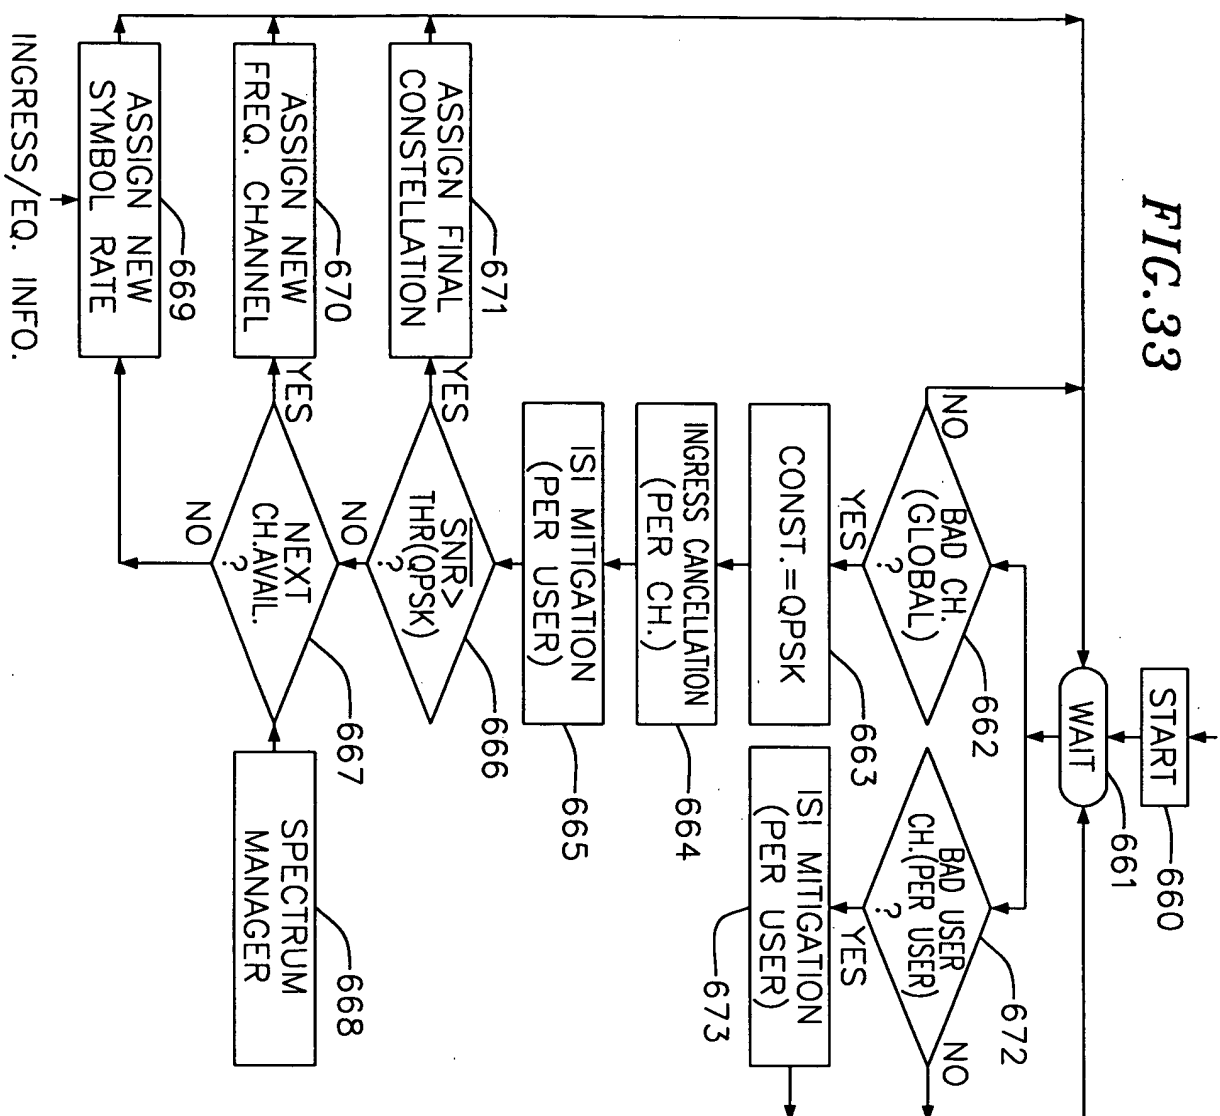 FIG.33
START
660
WAIT
661
BAD CH.
(GLOBAL)
?
662
NO
YES
BAD USER
CH.(PER USER)
?
672
NO
YES
CONST.=QPSK
663
ISI MITIGATION
(PER USER)
673
INGRESS CANCELLATION
(PER CH.)
664
ISI MITIGATION
(PER USER)
665
SNR>
THR(QPSK)
?
666
YES
NO
ASSIGN FINAL
CONSTELLATION
671
NEXT
CH.AVAIL.
?
667
YES
NO
ASSIGN NEW
FREQ. CHANNEL
670
SPECTRUM
MANAGER
668
ASSIGN NEW
SYMBOL RATE
669
INGRESS/EQ. INFO.